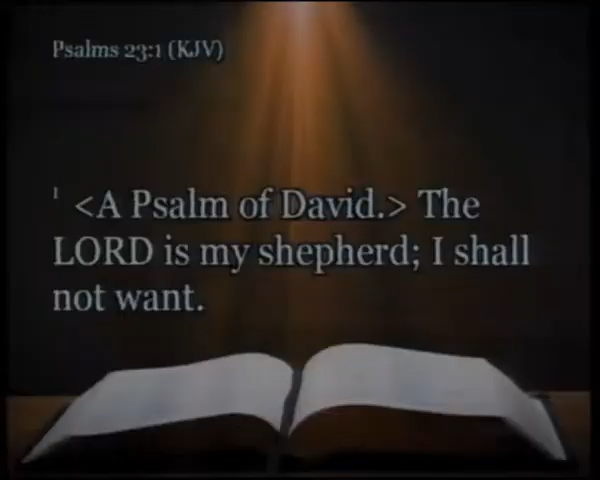 Psalms 23:1 (KJV)
1 <A Psalm of David.> The
LORD is my shepherd; I shall
not want.